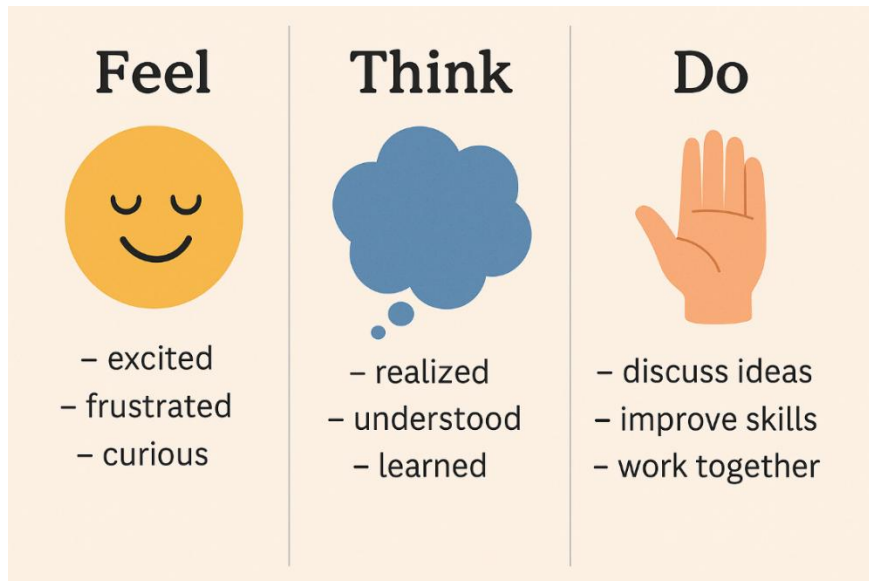 Feel
– excited
– frustrated
– curious
Think
– realized
– understood
– learned
Do
– discuss ideas
– improve skills
– work together